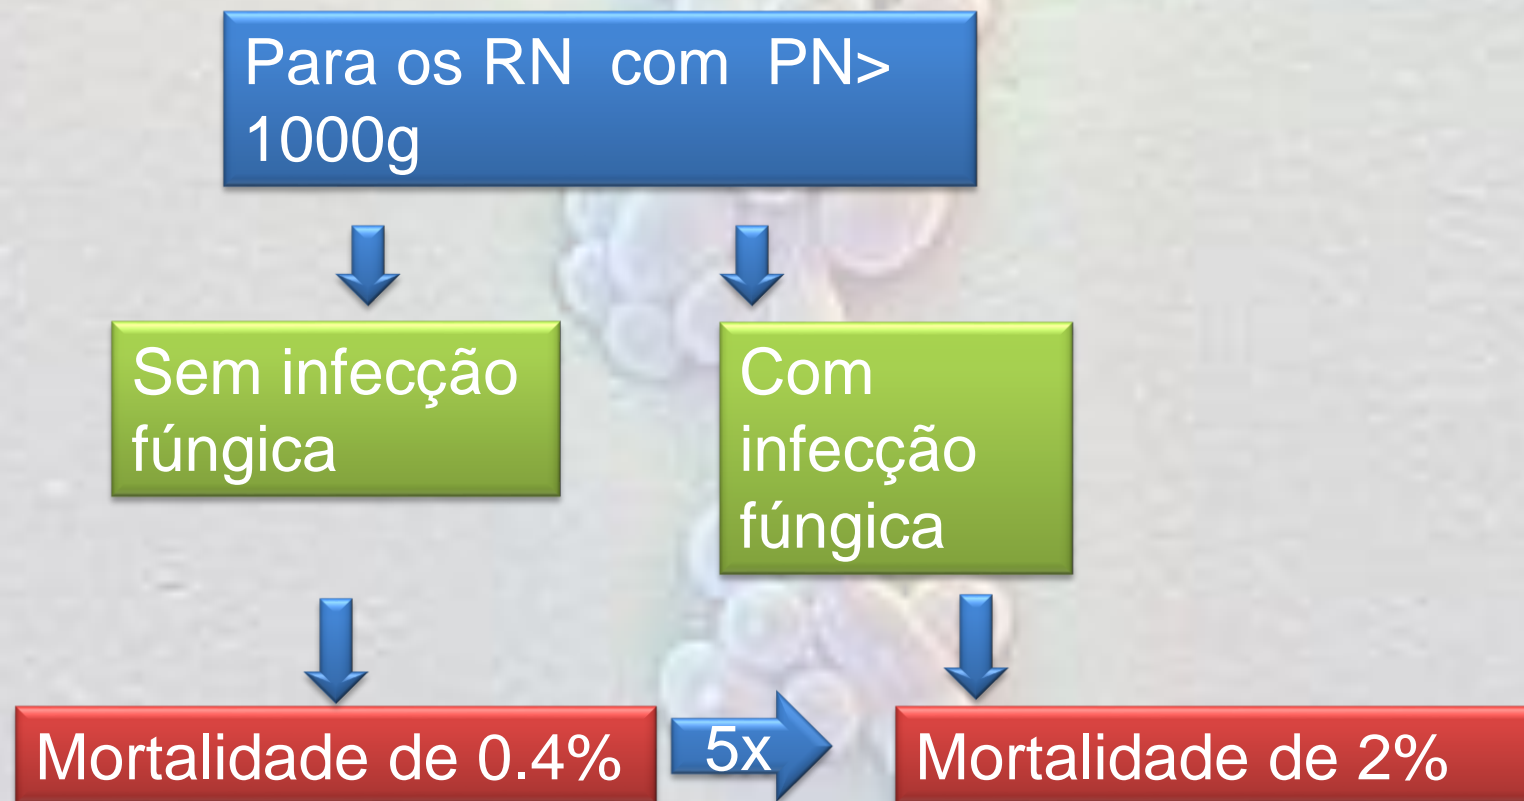 Para os RN com PN>
1000g
Sem infecção
fúngica
Com
infecção
fúngica
Mortalidade de 0.4%
5x
Mortalidade de 2%